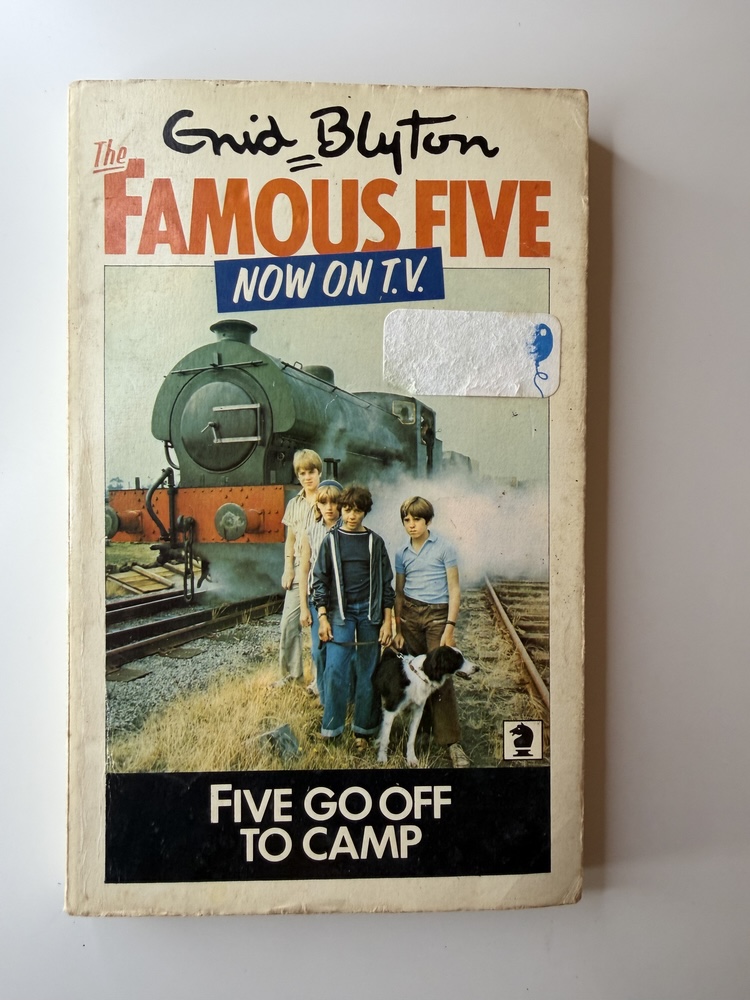 Enid Blyton
The
FAMOUS FIVE
NOW ON T.V.
FIVE GO OFF
TO CAMP